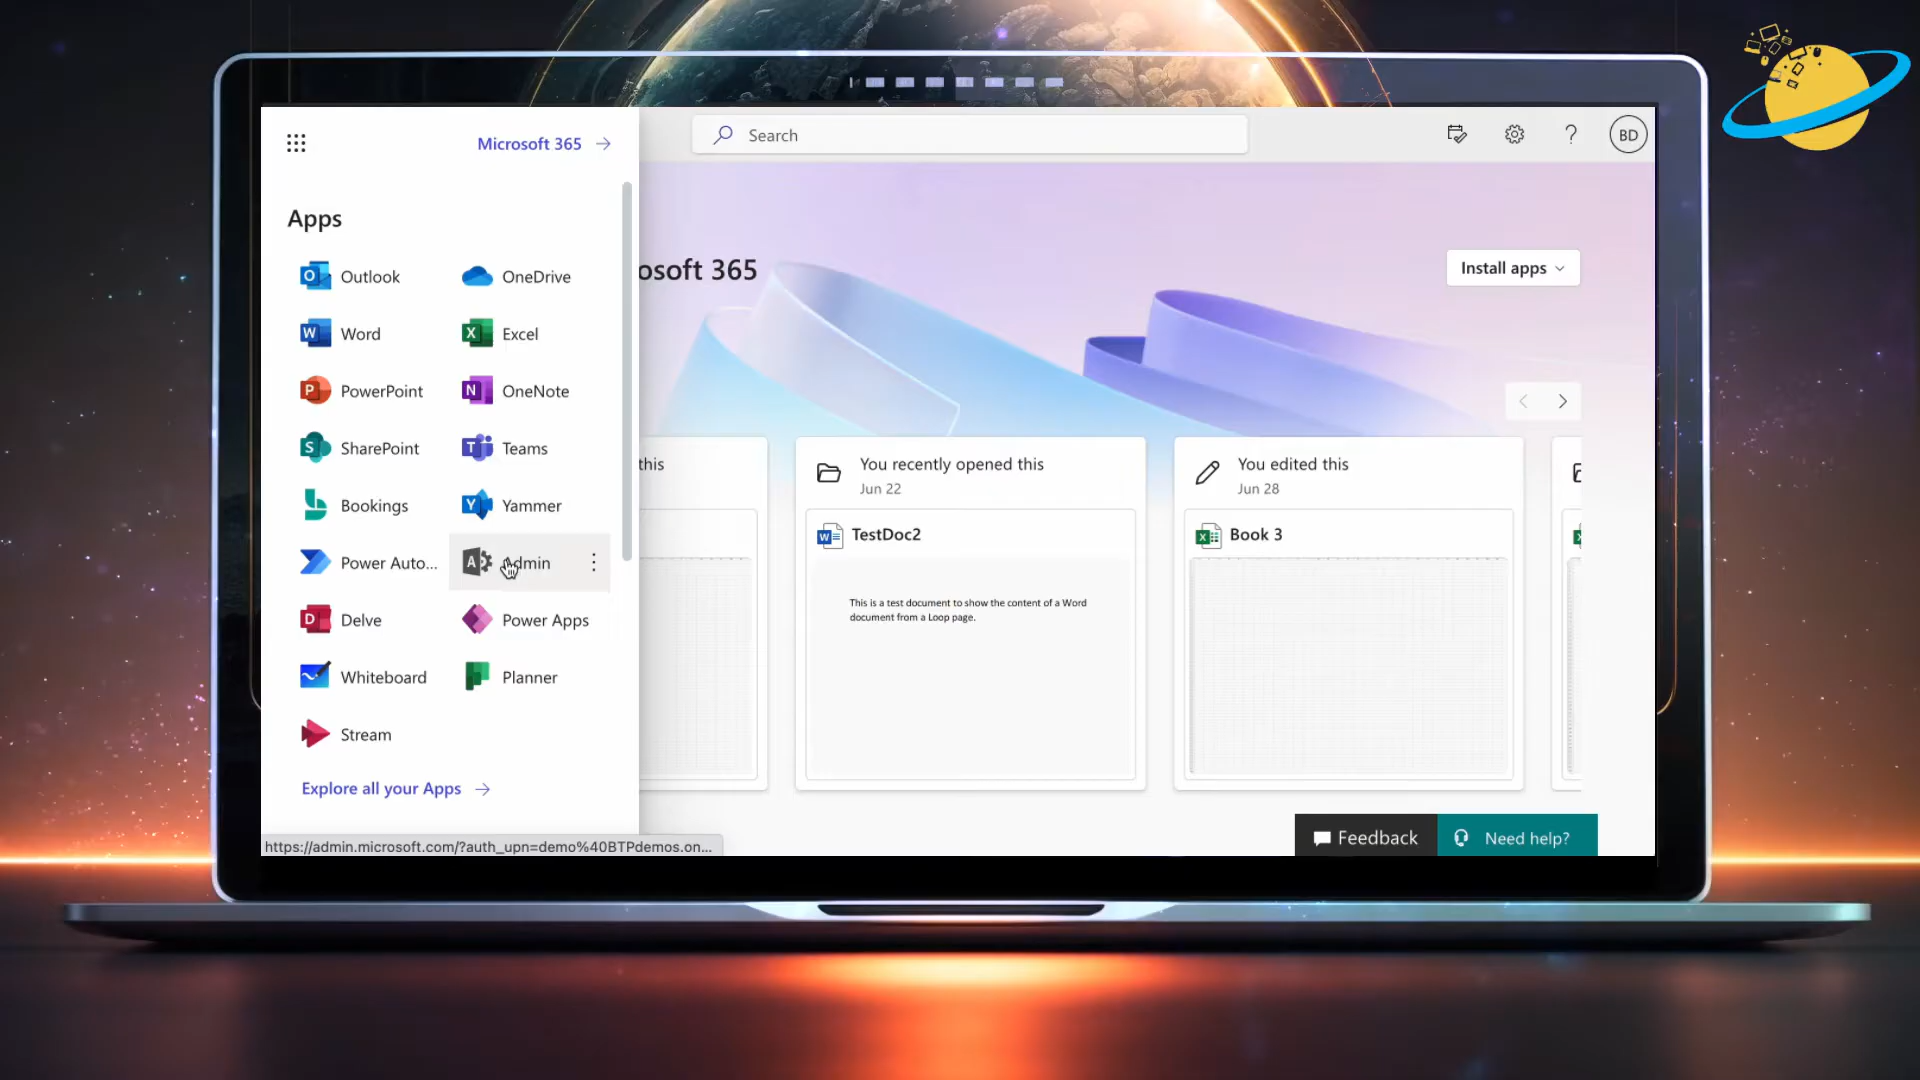 Microsoft 365
Search
BD
Apps
Outlook
OneDrive
Word
Excel
PowerPoint
OneNote
SharePoint
Teams
Bookings
Yammer
Power Auto...
dmin
Delve
Power Apps
Whiteboard
Planner
Stream
Explore all your Apps
https://admin.microsoft.com/?auth_upn=demo%40BTPdemos.on...
osoft 365
Install apps
this
You recently opened this
Jun 22
TestDoc2
This is a test document to show the content of a Word
document from a Loop page.
You edited this
Jun 28
Book 3
Feedback
Need help?